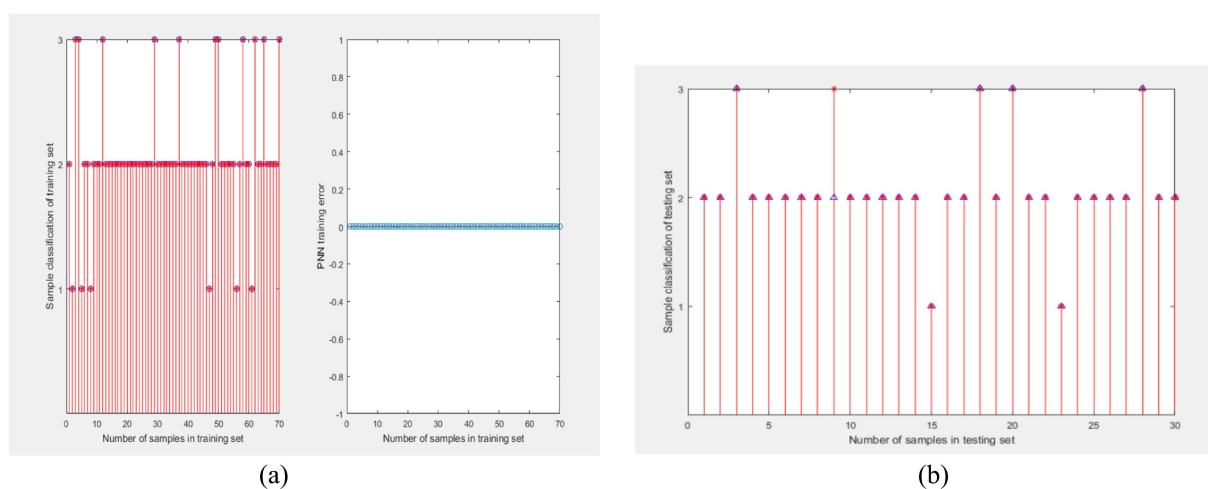 3
2
1
Sample classification of training set
0 10 20 30 40 50 60 70
Number of samples in training set
1
0.8
0.6
0.4
0.2
0
-0.2
-0.4
-0.6
-0.8
-1
PNN training error
0 10 20 30 40 50 60 70
Number of samples in training set
(a)
3
2
1
Sample classification of testing set
0 5 10 15 20 25 30
Number of samples in testing set
(b)